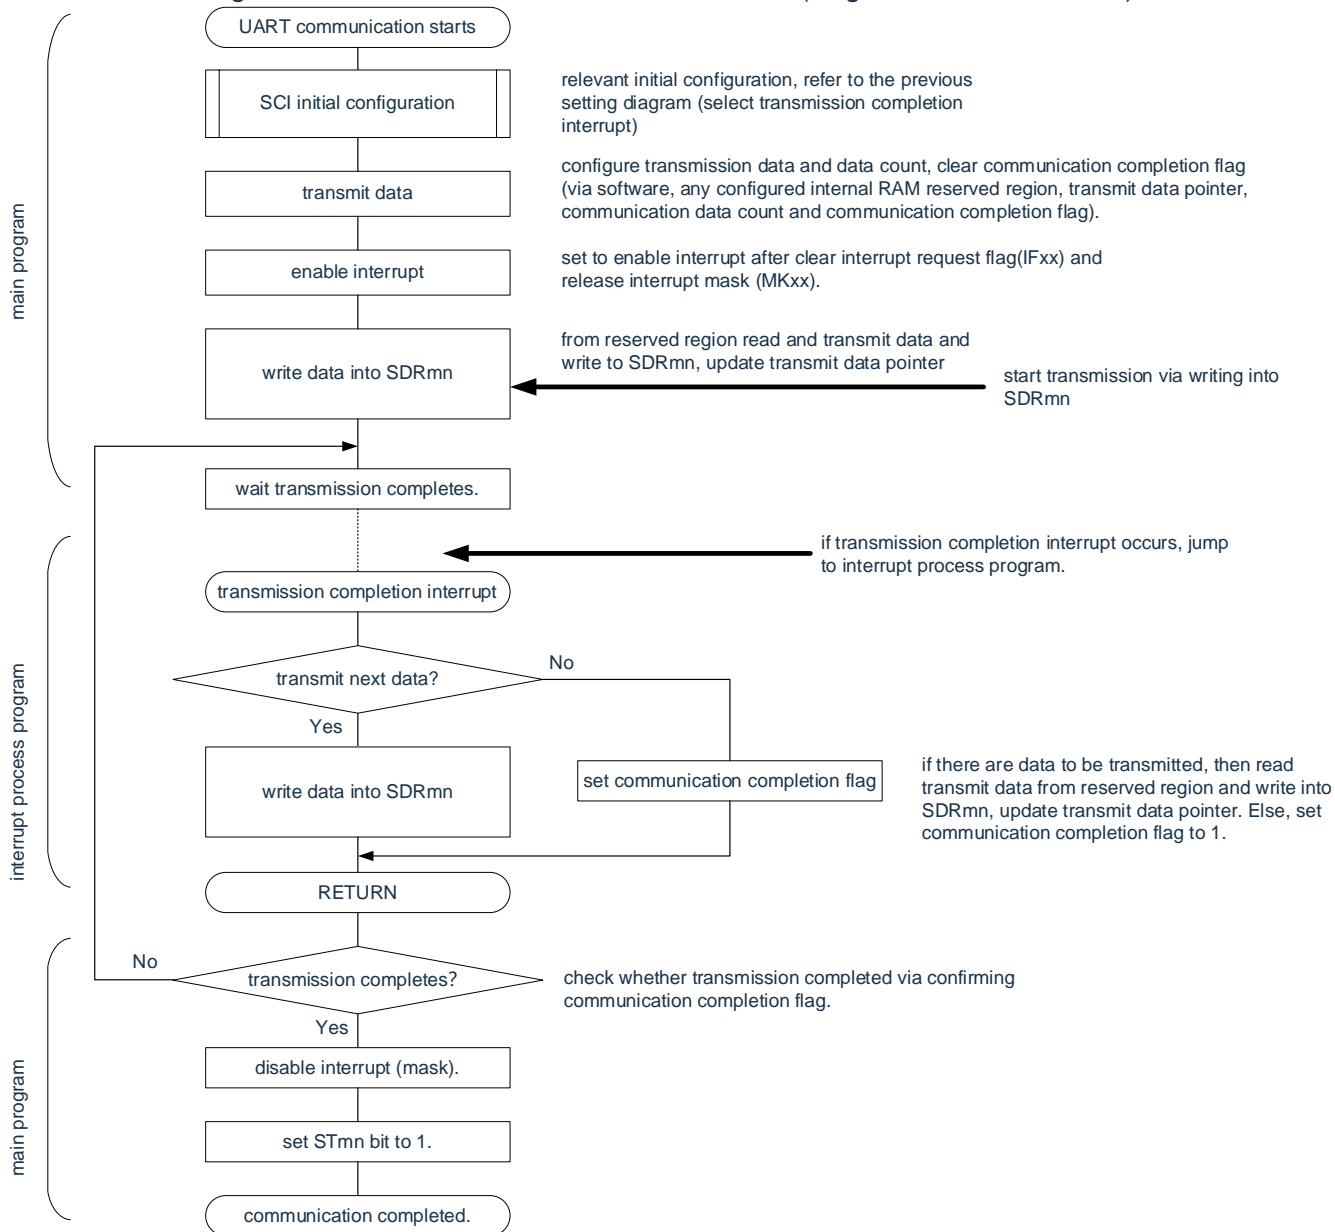 UART communication starts
SCI initial configuration
relevant initial configuration, refer to the previous
setting diagram (select transmission completion
interrupt)
transmit data
configure transmission data and data count, clear communication completion flag
(via software, any configured internal RAM reserved region, transmit data pointer,
communication data count and communication completion flag).
main program
enable interrupt
set to enable interrupt after clear interrupt request flag(IFxx) and
release interrupt mask (MKxx).
write data into SDRmn
from reserved region read and transmit data and
write to SDRmn, update transmit data pointer
start transmission via writing into
SDRmn
wait transmission completes.
if transmission completion interrupt occurs, jump
to interrupt process program.
transmission completion interrupt
interrupt process program
transmit next data?
No
Yes
write data into SDRmn
set communication completion flag
if there are data to be transmitted, then read
transmit data from reserved region and write into
SDRmn, update transmit data pointer. Else, set
communication completion flag to 1.
RETURN
No
transmission completes?
check whether transmission completed via confirming
communication completion flag.
Yes
main program
disable interrupt (mask).
set STmn bit to 1.
communication completed.